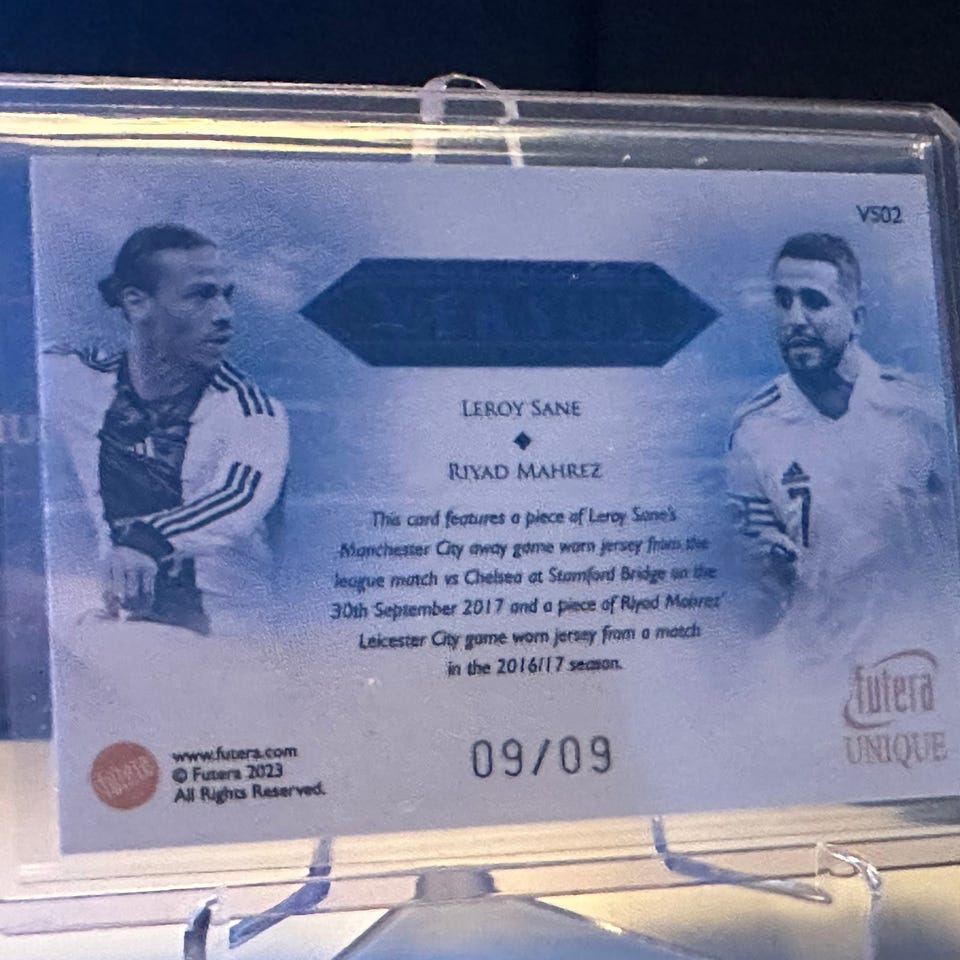 VS02
VERSUS
LEROY SANE
RIYAD MAHREZ
This card features a piece of Leroy Sane's
Manchester City away game worn jersey from the
league match vs Chelsea at Stamford Bridge on the
30th September 2017 and a piece of Riyad Mahrez'
Leicester City game worn jersey from a match
in the 2016/17 season.
7
futera
UNIQUE
09/09
futera
www.futera.com
© Futera 2023
All Rights Reserved.